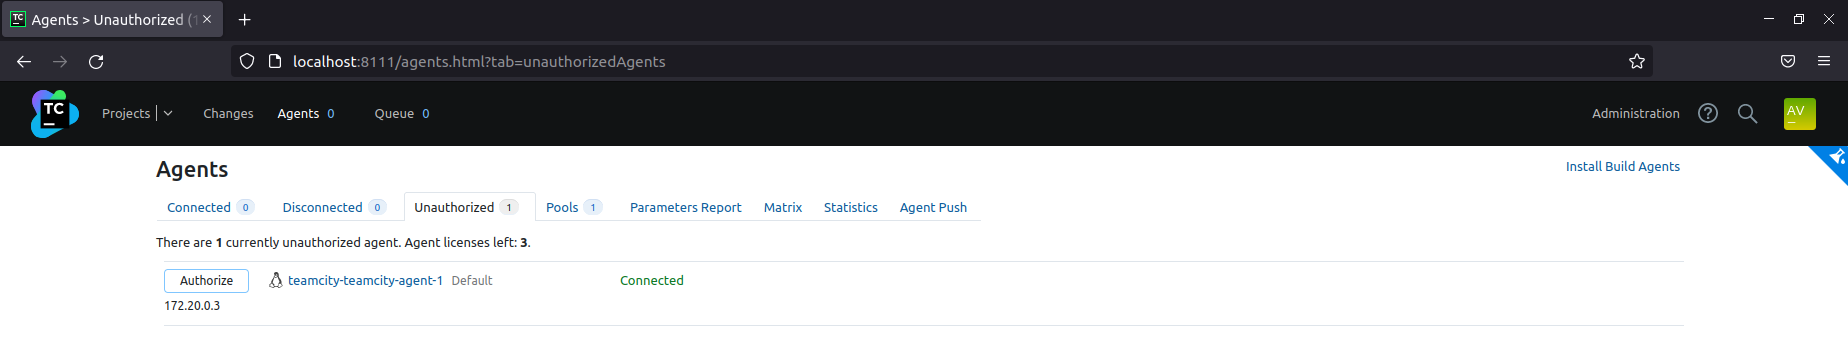 Agents > Unauthorized (1
localhost:8111/agents.html?tab=unauthorizedAgents
TC Projects Changes Agents 0 Queue 0 Administration ? AV
Agents Install Build Agents
Connected 0 Disconnected 0 Unauthorized 1 Pools 1 Parameters Report Matrix Statistics Agent Push
There are 1 currently unauthorized agent. Agent licenses left: 3.
Authorize teamcity-teamcity-agent-1 Default Connected
172.20.0.3